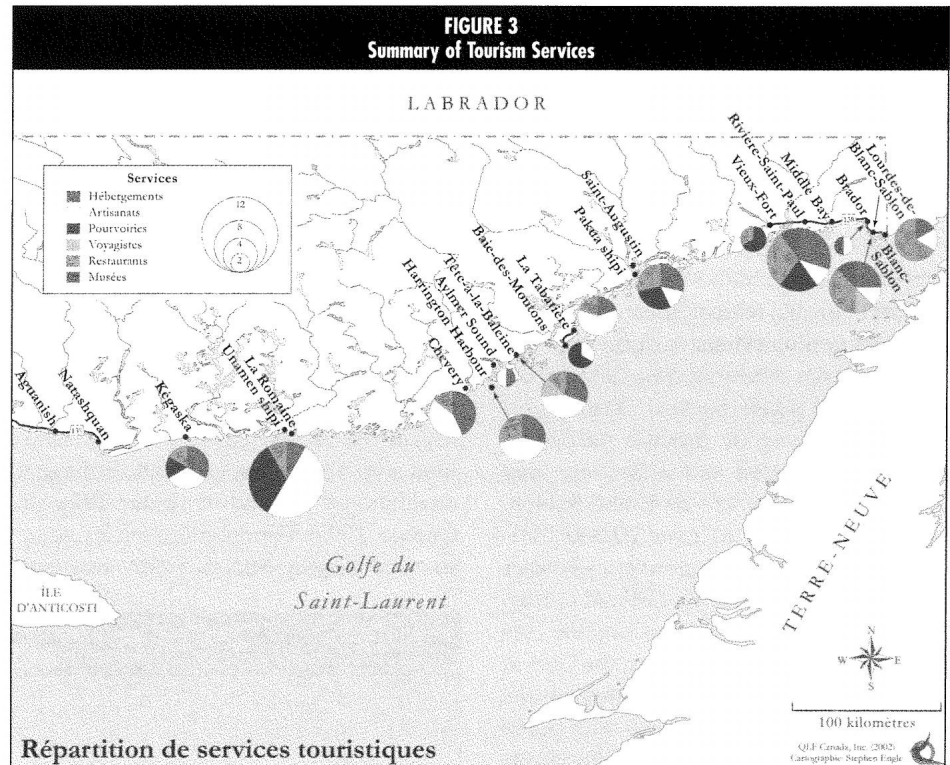 FIGURE 3
Summary of Tourism Services
LABRADOR
Services
Hébergements
Artisanats
Pourvoiries
Voyagistes
Restaurants
Musées
12
8
4
2
Aguanish
Natashquan
Kégaska
Unamen shipi
La Romaine
Chevery
Harrington Harbour
Aylmer Sound
Tête-à-la-Baleine
Baie-des-Moutons
La Tabatière
Pakua shipi
Saint-Augustin
Vieux-Fort
Rivière-Saint-Paul
Middle Bay
Brador
Lourdes-de-
Blanc-Sablon
Blanc-
Sablon
138
Golfe du
Saint-Laurent
ÎLE
D'ANTICOSTI
TERRE-NEUVE
N
W E
S
100 kilomètres
Répartition de services touristiques
QLF Canada, Inc. (2002)
Cartographie: Stephen Engle